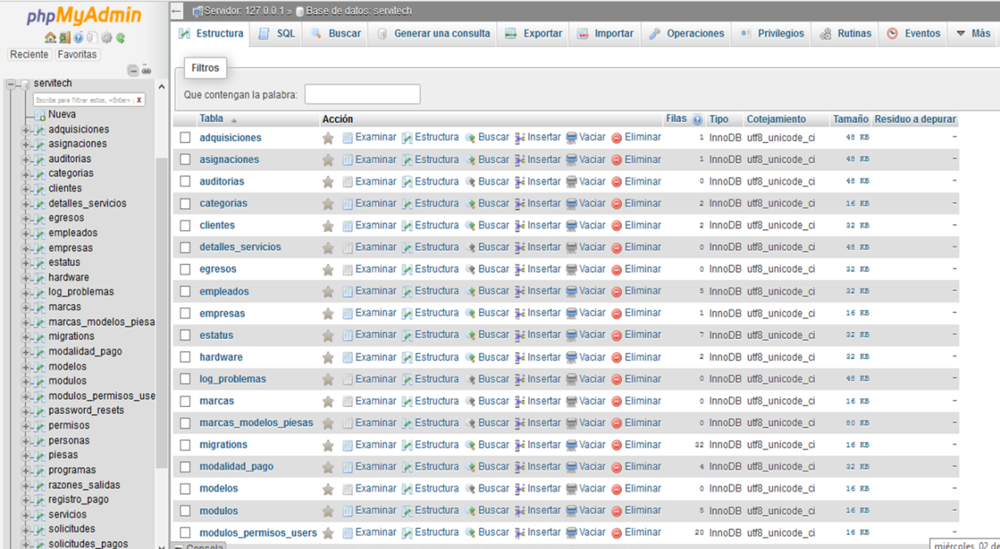 phpMyAdmin
Reciente Favoritas
servitech
Escribe para filtrar estos, «Enter» X
Nueva
adquisiciones
asignaciones
auditorias
categorias
clientes
detalles_servicios
egresos
empleados
empresas
estatus
hardware
log_problemas
marcas
marcas_modelos_piesa
migrations
modalidad_pago
modelos
modulos
modulos_permisos_use
password_resets
permisos
personas
piesas
programas
razones_salidas
registro_pago
servicios
solicitudes
solicitudes_pagos
Servidor: 127.0.0.1 » Base de datos: servitech
Estructura SQL Buscar Generar una consulta Exportar Importar Operaciones Privilegios Rutinas Eventos Más
Filtros
Que contengan la palabra:
Tabla Acción Filas Tipo Cotejamiento Tamaño Residuo a depurar
adquisiciones Examinar Estructura Buscar Insertar Vaciar Eliminar 1 InnoDB utf8_unicode_ci 48 KB -
asignaciones Examinar Estructura Buscar Insertar Vaciar Eliminar 1 InnoDB utf8_unicode_ci 48 KB -
auditorias Examinar Estructura Buscar Insertar Vaciar Eliminar 0 InnoDB utf8_unicode_ci 48 KB -
categorias Examinar Estructura Buscar Insertar Vaciar Eliminar 2 InnoDB utf8_unicode_ci 16 KB -
clientes Examinar Estructura Buscar Insertar Vaciar Eliminar 2 InnoDB utf8_unicode_ci 32 KB -
detalles_servicios Examinar Estructura Buscar Insertar Vaciar Eliminar 0 InnoDB utf8_unicode_ci 48 KB -
egresos Examinar Estructura Buscar Insertar Vaciar Eliminar 0 InnoDB utf8_unicode_ci 32 KB -
empleados Examinar Estructura Buscar Insertar Vaciar Eliminar 5 InnoDB utf8_unicode_ci 32 KB -
empresas Examinar Estructura Buscar Insertar Vaciar Eliminar 1 InnoDB utf8_unicode_ci 16 KB -
estatus Examinar Estructura Buscar Insertar Vaciar Eliminar 7 InnoDB utf8_unicode_ci 32 KB -
hardware Examinar Estructura Buscar Insertar Vaciar Eliminar 2 InnoDB utf8_unicode_ci 32 KB -
log_problemas Examinar Estructura Buscar Insertar Vaciar Eliminar 0 InnoDB utf8_unicode_ci 48 KB -
marcas Examinar Estructura Buscar Insertar Vaciar Eliminar 0 InnoDB utf8_unicode_ci 16 KB -
marcas_modelos_piesas Examinar Estructura Buscar Insertar Vaciar Eliminar 0 InnoDB utf8_unicode_ci 80 KB -
migrations Examinar Estructura Buscar Insertar Vaciar Eliminar 32 InnoDB utf8_unicode_ci 16 KB -
modalidad_pago Examinar Estructura Buscar Insertar Vaciar Eliminar 4 InnoDB utf8_unicode_ci 32 KB -
modelos Examinar Estructura Buscar Insertar Vaciar Eliminar 0 InnoDB utf8_unicode_ci 16 KB -
modulos Examinar Estructura Buscar Insertar Vaciar Eliminar 5 InnoDB utf8_unicode_ci 16 KB -
modulos_permisos_users Examinar Estructura Buscar Insertar Vaciar Eliminar 20 InnoDB utf8_unicode_ci 16 KB -
Consola
miércoles, 02 de